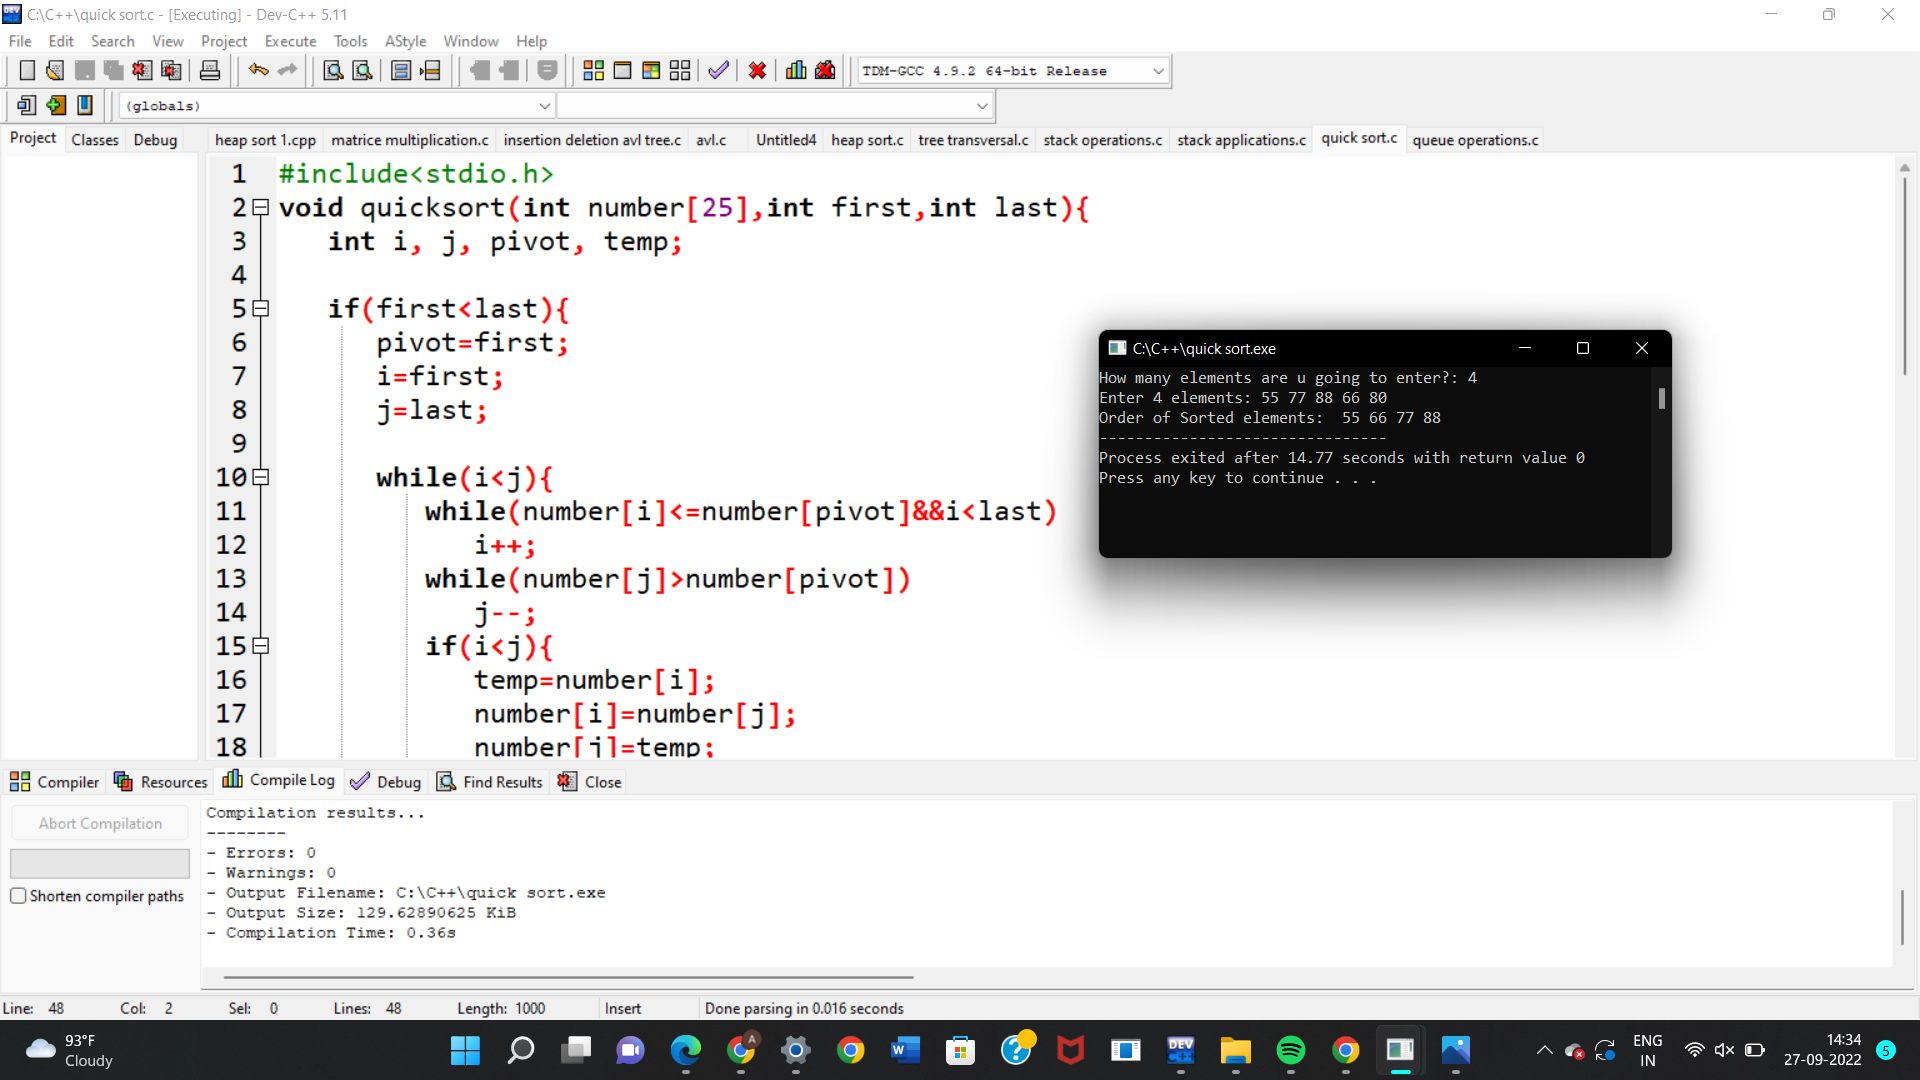 C:\C++\quick sort.c - [Executing] - Dev-C++ 5.11
File Edit Search View Project Execute Tools AStyle Window Help
TDM-GCC 4.9.2 64-bit Release
(globals)
Project Classes Debug
heap sort 1.cpp matrice multiplication.c insertion deletion avl tree.c avl.c Untitled4 heap sort.c tree transversal.c stack operations.c stack applications.c quick sort.c queue operations.c
1 #include<stdio.h>
2 void quicksort(int number[25],int first,int last){
3 int i, j, pivot, temp;
4
5 if(first<last){
6 pivot=first;
7 i=first;
8 j=last;
9
10 while(i<j){
11 while(number[i]<=number[pivot]&&i<last)
12 i++;
13 while(number[j]>number[pivot])
14 j--;
15 if(i<j){
16 temp=number[i];
17 number[i]=number[j];
18 number[j]=temp;
C:\C++\quick sort.exe
How many elements are u going to enter?: 4
Enter 4 elements: 55 77 88 66 80
Order of Sorted elements:  55 66 77 88
--------------------------------
Process exited after 14.77 seconds with return value 0
Press any key to continue . . .
Compiler Resources Compile Log Debug Find Results Close
Abort Compilation
Shorten compiler paths
Compilation results...
--------
- Errors: 0
- Warnings: 0
- Output Filename: C:\C++\quick sort.exe
- Output Size: 129.62890625 KiB
- Compilation Time: 0.36s
Line: 48 Col: 2 Sel: 0 Lines: 48 Length: 1000 Insert Done parsing in 0.016 seconds
93°F
Cloudy
A
W
DEV
C++
ENG
IN
14:34
27-09-2022
5